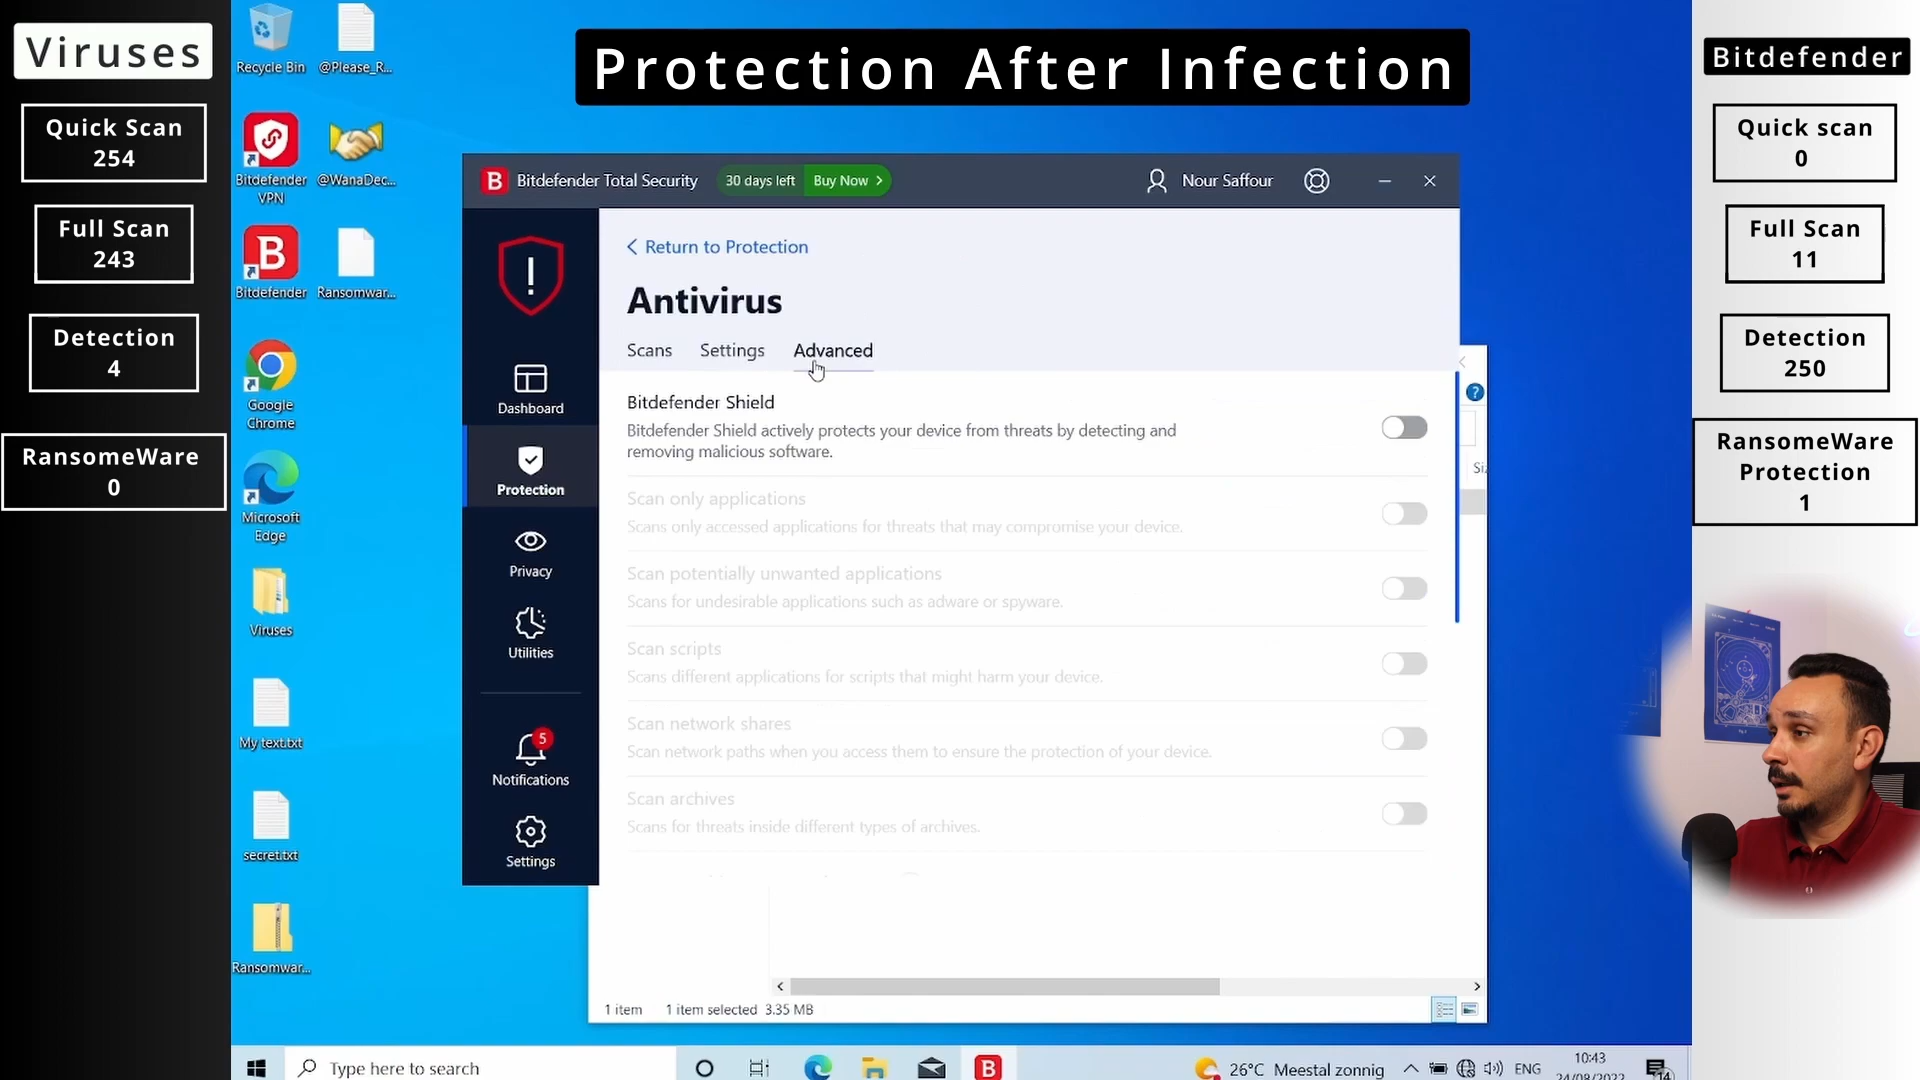 Viruses
Quick Scan
254
Full Scan
243
Detection
4
RansomeWare
0
Recycle Bin
@Please_R...
Bitdefender
VPN
@WanaDec...
Bitdefender
Ransomwar...
Google
Chrome
Microsoft
Edge
Viruses
My text.txt
secret.txt
Ransomwar...
Protection After Infection
B Bitdefender Total Security
30 days left
Buy Now >
Nour Saffour
Dashboard
Protection
Privacy
Utilities
5
Notifications
Settings
Return to Protection
Antivirus
Scans
Settings
Advanced
Bitdefender Shield
Bitdefender Shield actively protects your device from threats by detecting and
removing malicious software.
Scan only applications
Scans only accessed applications for threats that may compromise your device.
Scan potentially unwanted applications
Scans for undesirable applications such as adware or spyware.
Scan scripts
Scans different applications for scripts that might harm your device.
Scan network shares
Scan network paths when you access them to ensure the protection of your device.
Scan archives
Scans for threats inside different types of archives.
1 item 1 item selected 3.35 MB
Bitdefender
Quick scan
0
Full Scan
11
Detection
250
RansomeWare
Protection
1
Type here to search
26°C Meestal zonnig
ENG
10:43
24/08/2022
14